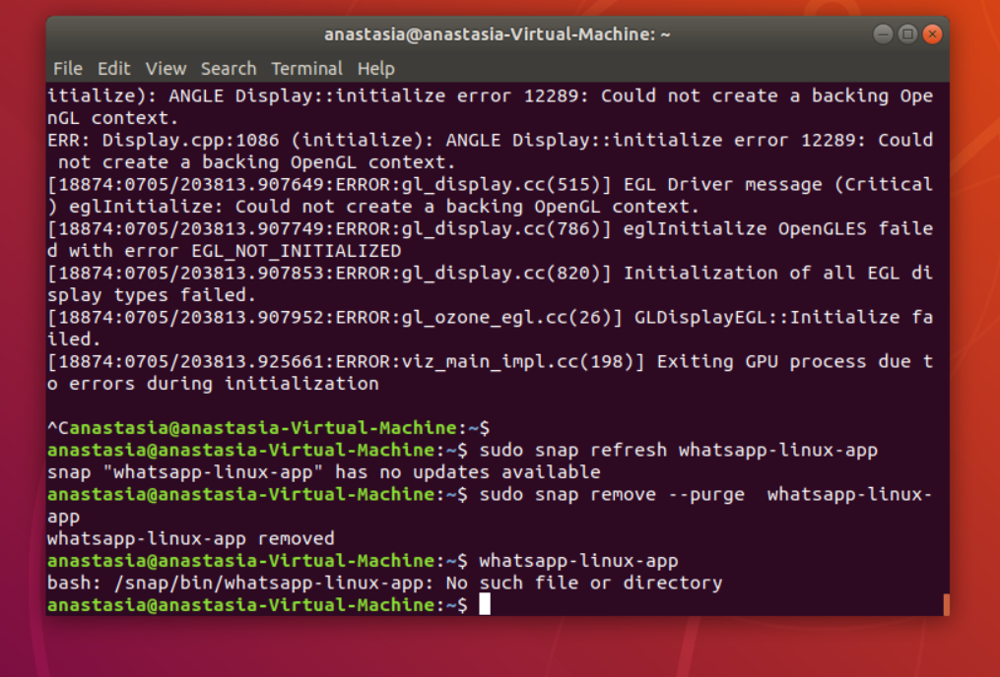 anastasia@anastasia-Virtual-Machine: ~
File Edit View Search Terminal Help
itialize): ANGLE Display::initialize error 12289: Could not create a backing Ope
nGL context.
ERR: Display.cpp:1086 (initialize): ANGLE Display::initialize error 12289: Could
 not create a backing OpenGL context.
[18874:0705/203813.907649:ERROR:gl_display.cc(515)] EGL Driver message (Critical
) eglInitialize: Could not create a backing OpenGL context.
[18874:0705/203813.907749:ERROR:gl_display.cc(786)] eglInitialize OpenGLES faile
d with error EGL_NOT_INITIALIZED
[18874:0705/203813.907853:ERROR:gl_display.cc(820)] Initialization of all EGL di
splay types failed.
[18874:0705/203813.907952:ERROR:gl_ozone_egl.cc(26)] GLDisplayEGL::Initialize fa
iled.
[18874:0705/203813.925661:ERROR:viz_main_impl.cc(198)] Exiting GPU process due t
o errors during initialization
^Canastasia@anastasia-Virtual-Machine:~$
anastasia@anastasia-Virtual-Machine:~$ sudo snap refresh whatsapp-linux-app
snap "whatsapp-linux-app" has no updates available
anastasia@anastasia-Virtual-Machine:~$ sudo snap remove --purge  whatsapp-linux-
app
whatsapp-linux-app removed
anastasia@anastasia-Virtual-Machine:~$ whatsapp-linux-app
bash: /snap/bin/whatsapp-linux-app: No such file or directory
anastasia@anastasia-Virtual-Machine:~$